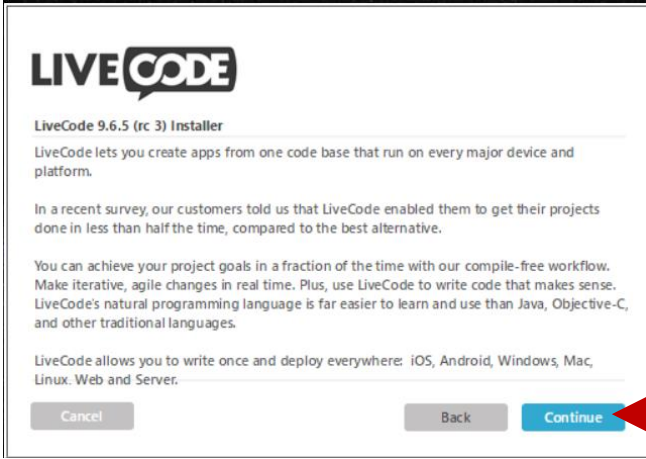 LIVECODE
LiveCode 9.6.5 (rc 3) Installer
LiveCode lets you create apps from one code base that run on every major device and
platform.
In a recent survey, our customers told us that LiveCode enabled them to get their projects
done in less than half the time, compared to the best alternative.
You can achieve your project goals in a fraction of the time with our compile-free workflow.
Make iterative, agile changes in real time. Plus, use LiveCode to write code that makes sense.
LiveCode's natural programming language is far easier to learn and use than Java, Objective-C,
and other traditional languages.
LiveCode allows you to write once and deploy everywhere: iOS, Android, Windows, Mac,
Linux. Web and Server.
Cancel Back Continue